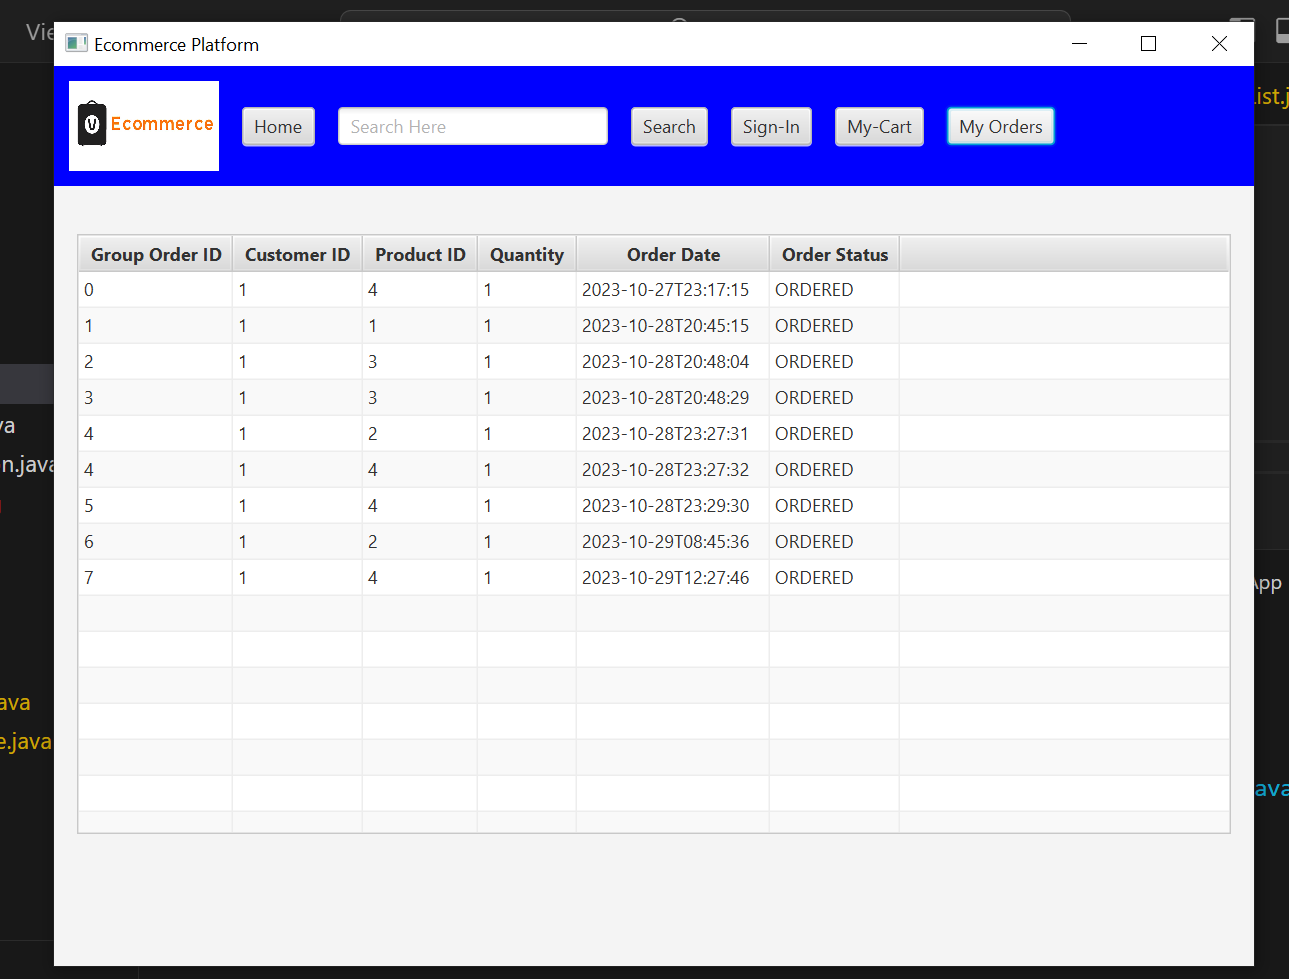 Vie
Ecommerce Platform
V Ecommerce
Home
Search Here
Search
Sign-In
My-Cart
My Orders
ist.j
Group Order ID Customer ID Product ID Quantity Order Date Order Status
0 1 4 1 2023-10-27T23:17:15 ORDERED
1 1 1 1 2023-10-28T20:45:15 ORDERED
2 1 3 1 2023-10-28T20:48:04 ORDERED
3 1 3 1 2023-10-28T20:48:29 ORDERED
4 1 2 1 2023-10-28T23:27:31 ORDERED
4 1 4 1 2023-10-28T23:27:32 ORDERED
5 1 4 1 2023-10-28T23:29:30 ORDERED
6 1 2 1 2023-10-29T08:45:36 ORDERED
7 1 4 1 2023-10-29T12:27:46 ORDERED
va
n.java
App
ava
e.java
ava